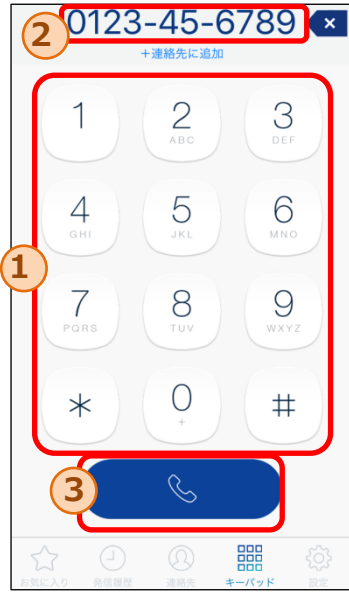 2
0123-45-6789
+連絡先に追加
1 2 3
ABC DEF
4 5 6
GHI JKL MNO
1
7 8 9
PQRS TUV WXYZ
* 0 #
+
3
お気に入り 発信履歴 連絡先 キーパッド 設定